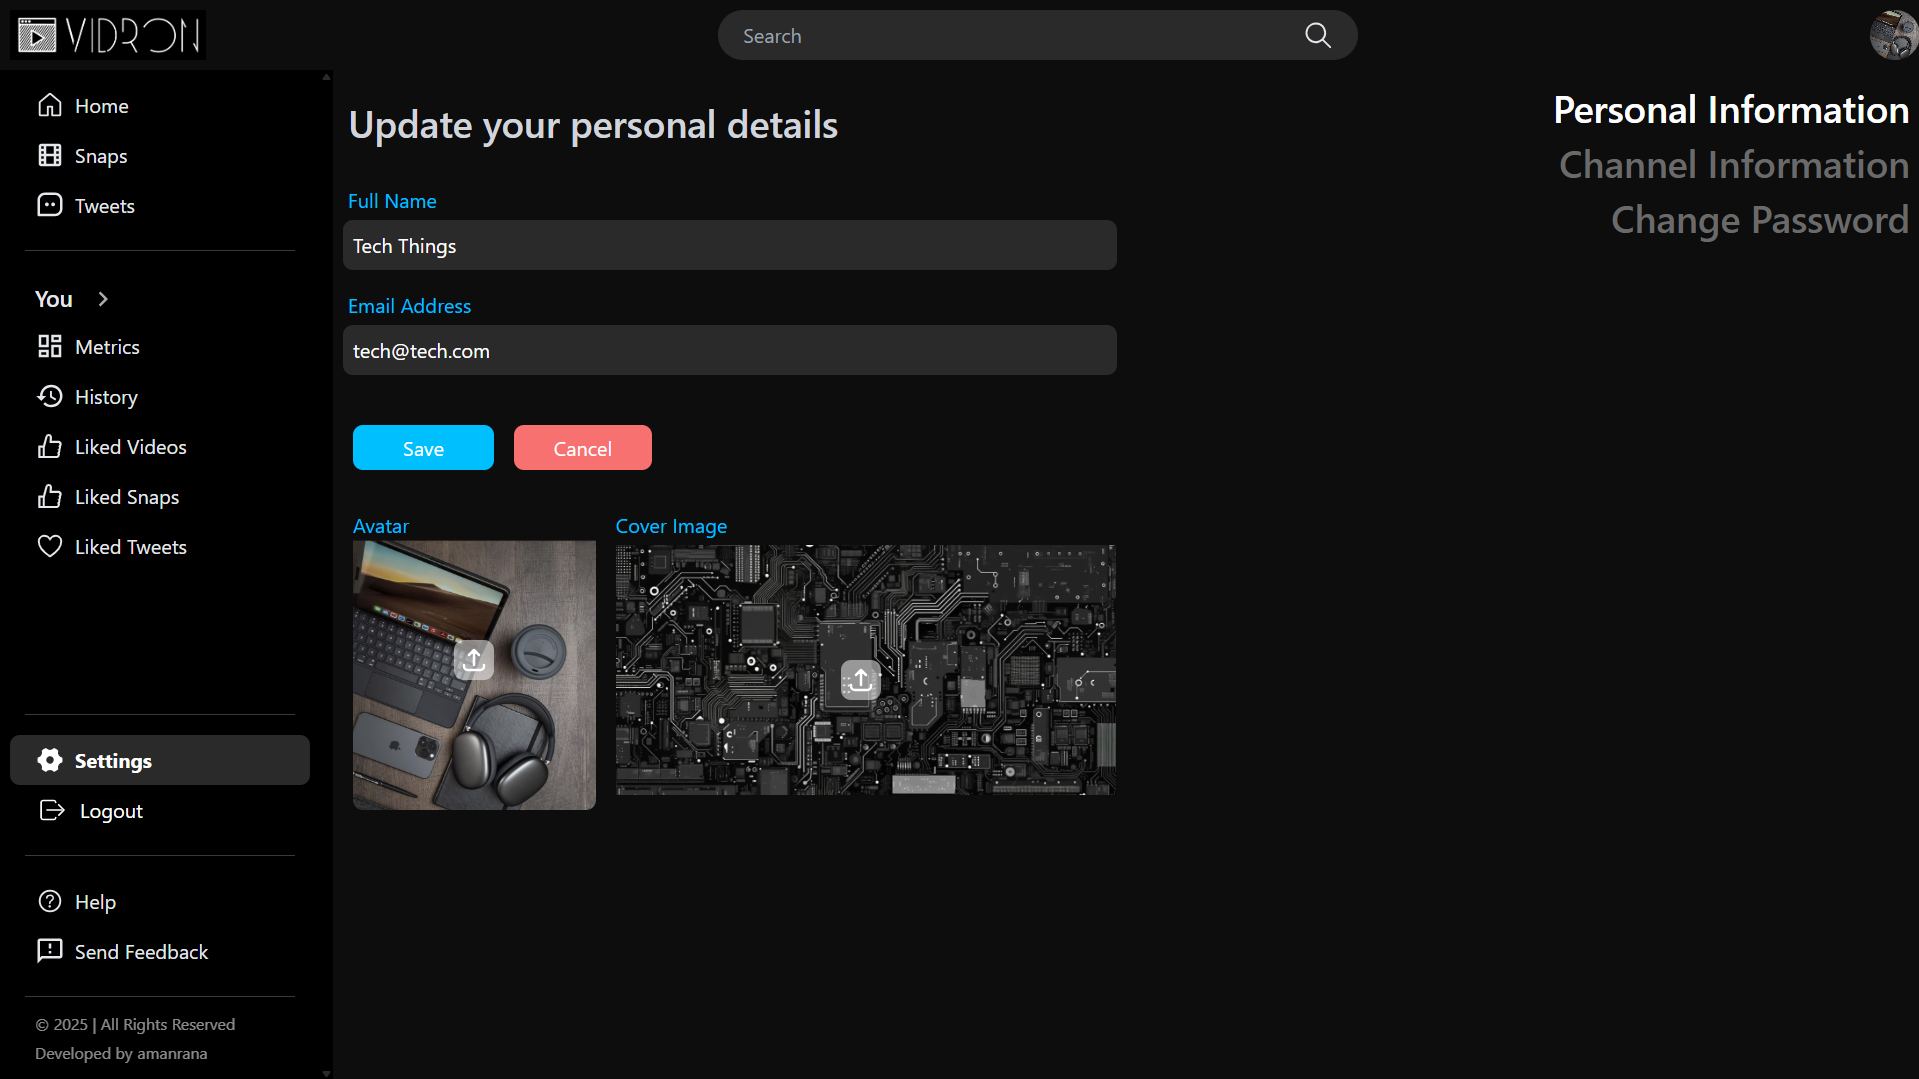 VIDRON
Search
Home
Snaps
Tweets
You
Metrics
History
Liked Videos
Liked Snaps
Liked Tweets
Settings
Logout
Help
Send Feedback
© 2025 | All Rights Reserved
Developed by amanrana
Update your personal details
Full Name
Tech Things
Email Address
tech@tech.com
Save
Cancel
Avatar
Cover Image
Personal Information
Channel Information
Change Password